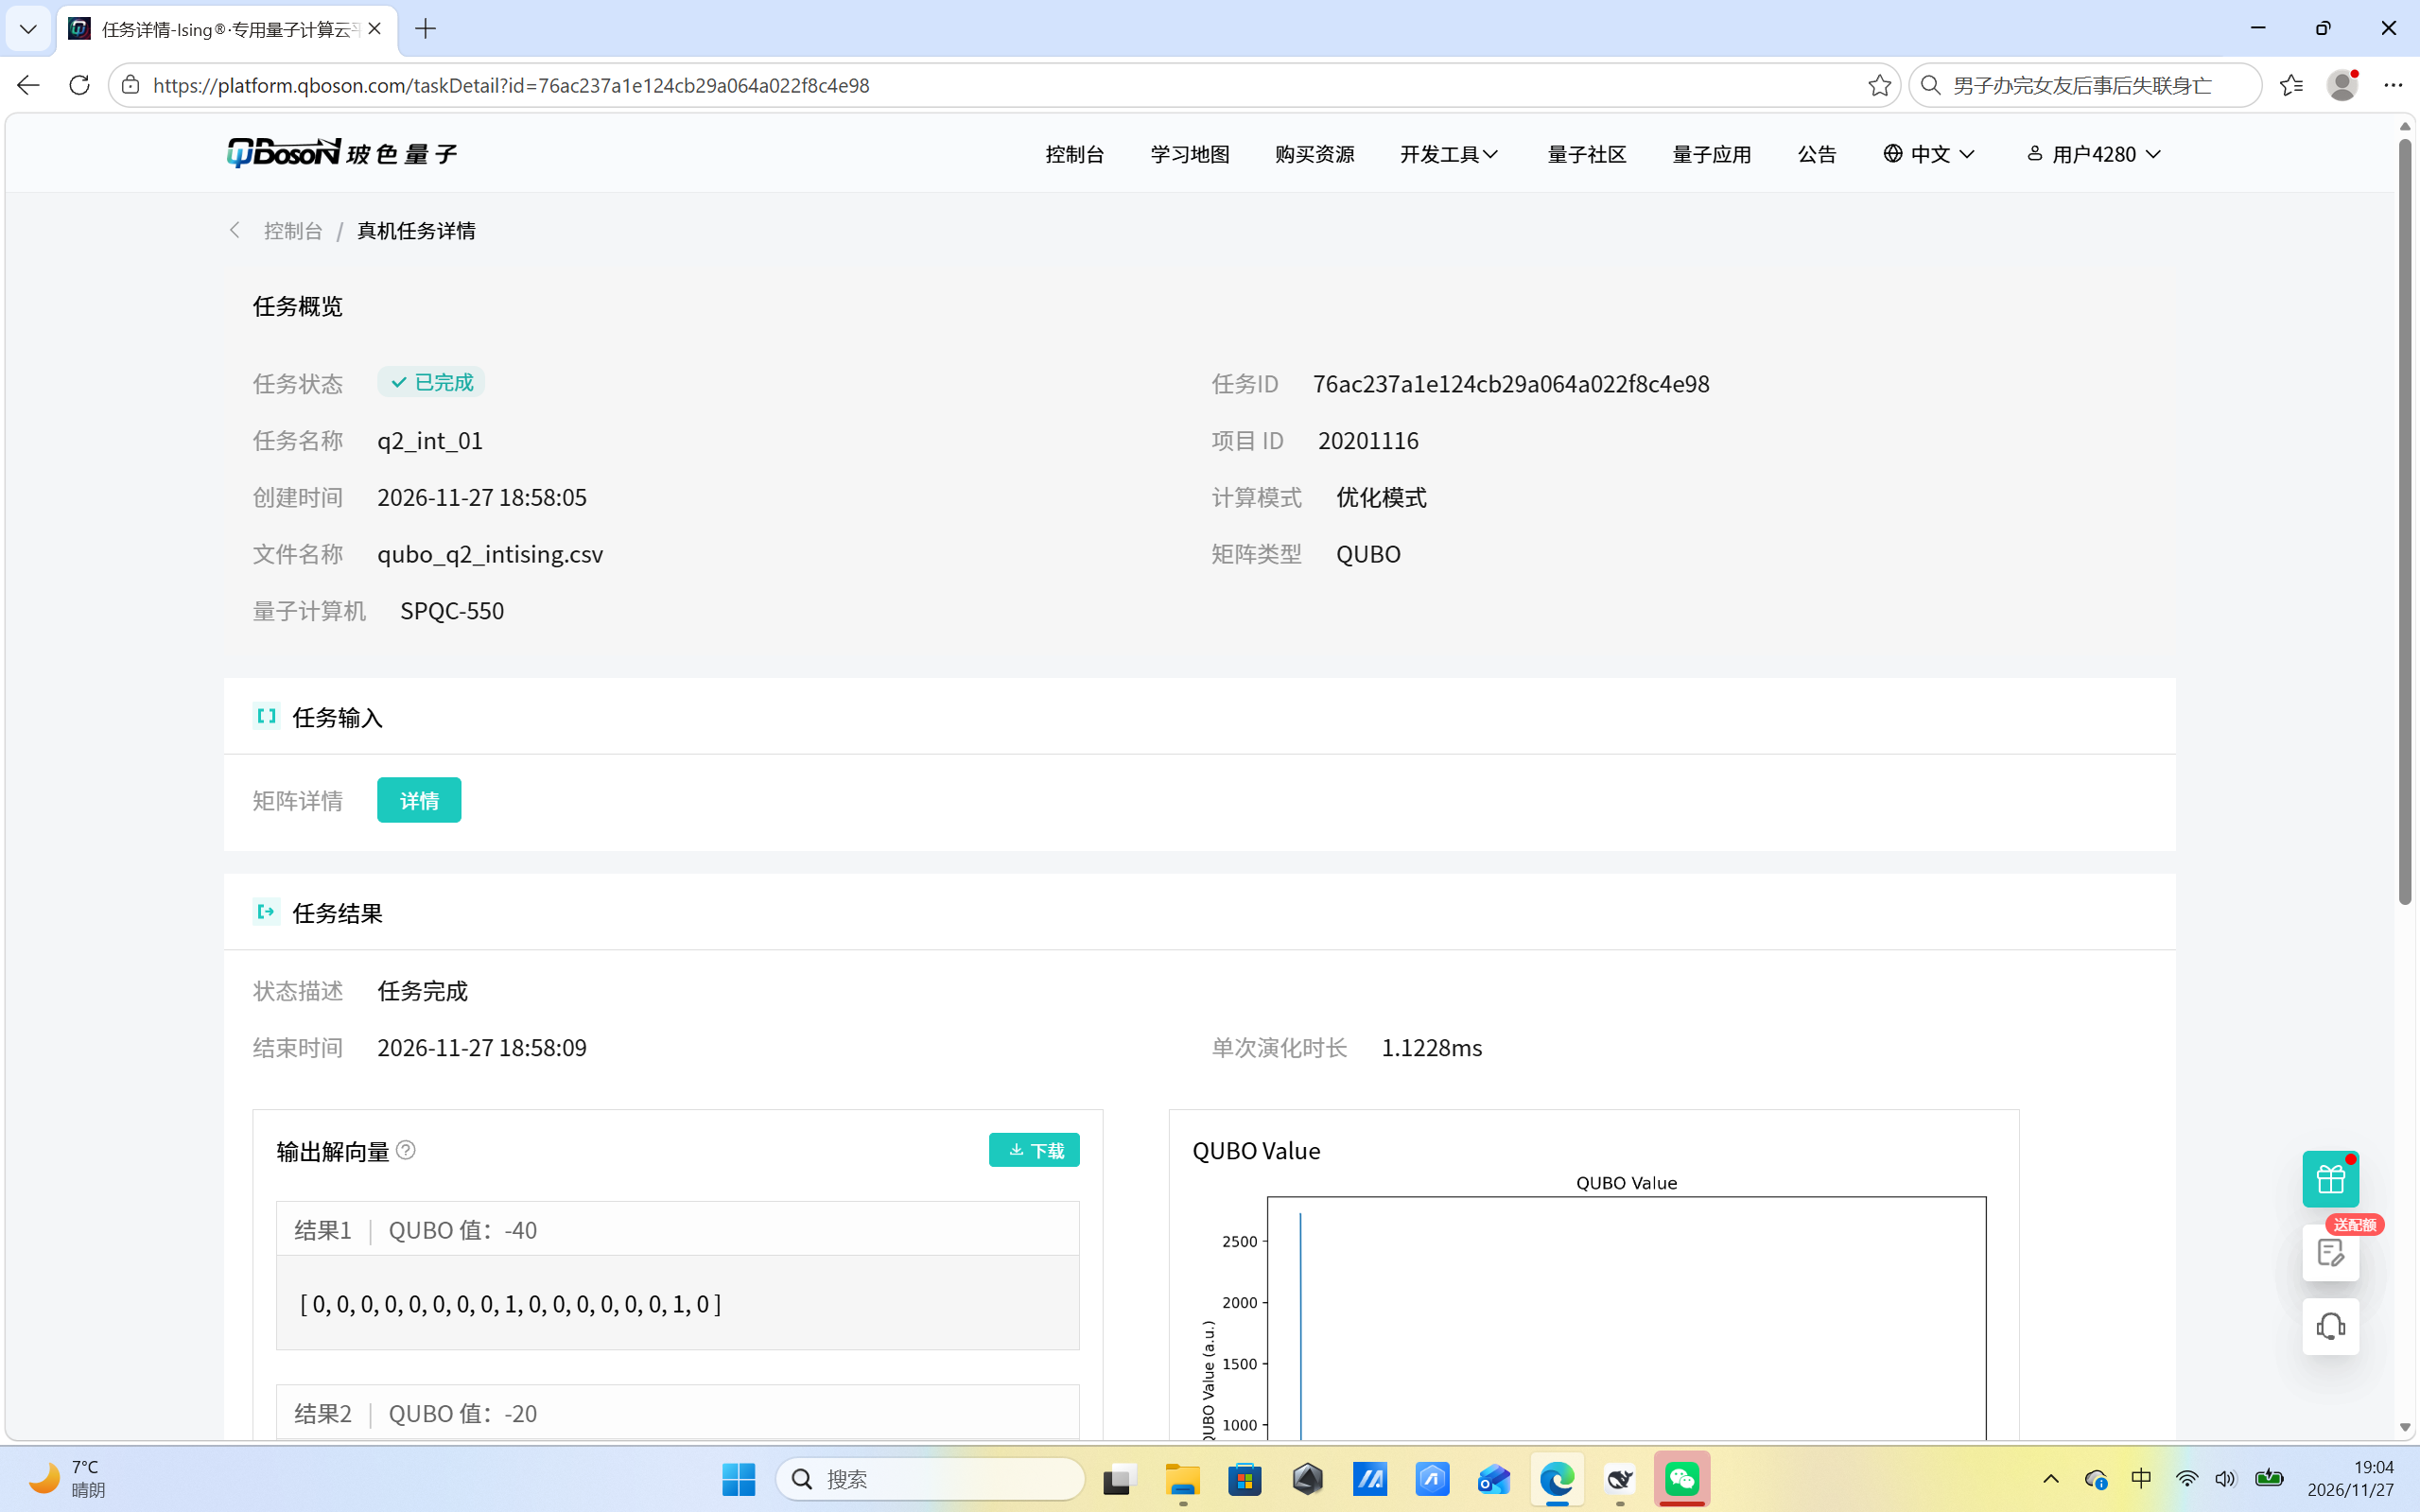 任务详情-Ising®·专用量子计算云平
https://platform.qboson.com/taskDetail?id=76ac237a1e124cb29a064a022f8c4e98
男子办完女友后事后失联身亡
QBoson 玻色量子
控制台 学习地图 购买资源 开发工具 量子社区 量子应用 公告 中文 用户4280
控制台 / 真机任务详情
任务概览
任务状态 已完成 任务ID 76ac237a1e124cb29a064a022f8c4e98
任务名称 q2_int_01 项目 ID 20201116
创建时间 2026-11-27 18:58:05 计算模式 优化模式
文件名称 qubo_q2_intising.csv 矩阵类型 QUBO
量子计算机 SPQC-550
任务输入
矩阵详情 详情
任务结果
状态描述 任务完成
结束时间 2026-11-27 18:58:09 单次演化时长 1.1228ms
输出解向量 ? 下载
结果1 | QUBO 值：-40
[ 0, 0, 0, 0, 0, 0, 0, 0, 1, 0, 0, 0, 0, 0, 0, 1, 0 ]
结果2 | QUBO 值：-20
QUBO Value
QUBO Value
2500
2000
1500
1000
QUBO Value (a.u.)
送配额
7°C
晴朗
搜索
中
19:04
2026/11/27